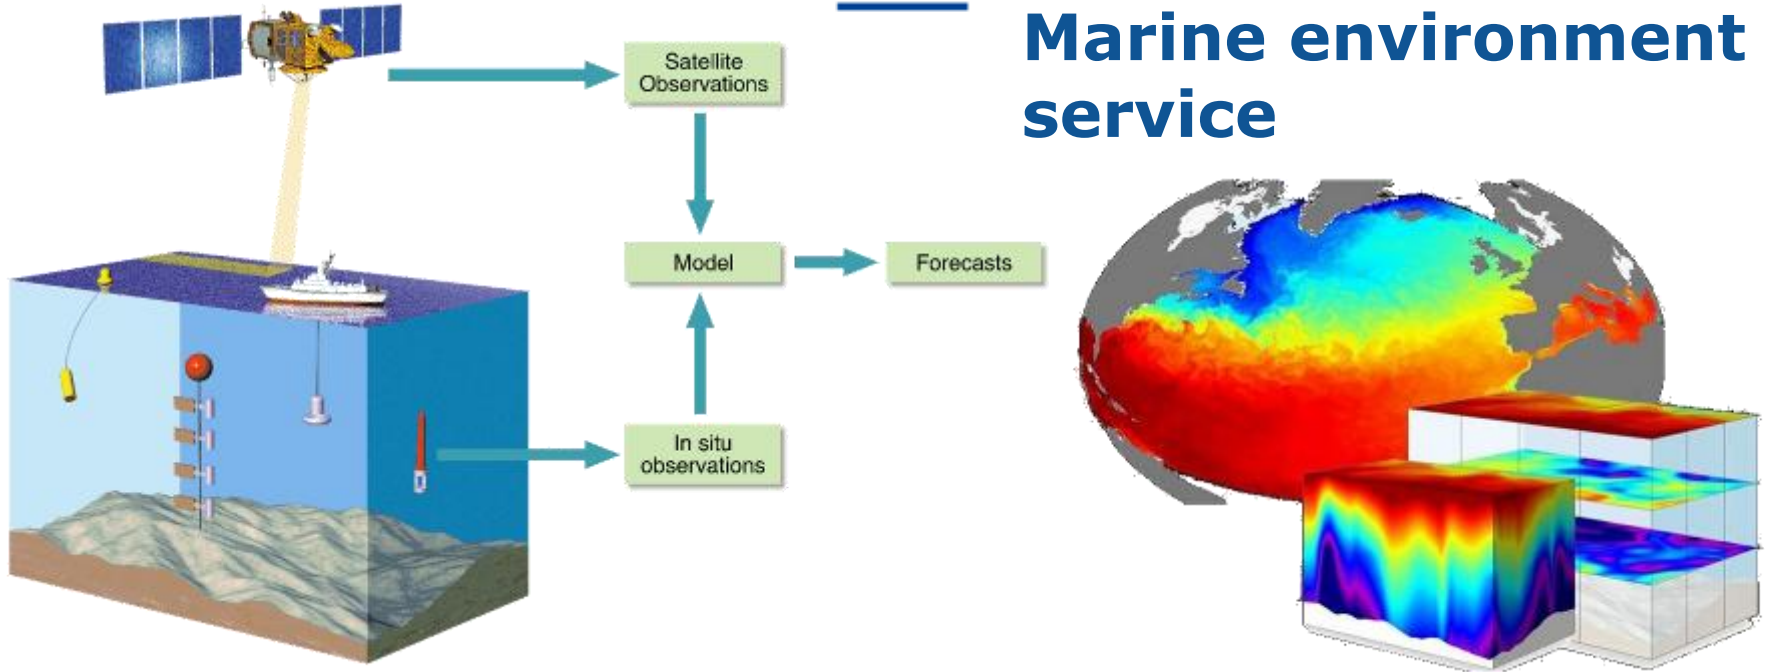 Marine environment
service
Satellite
Observations
Model
Forecasts
In situ
observations